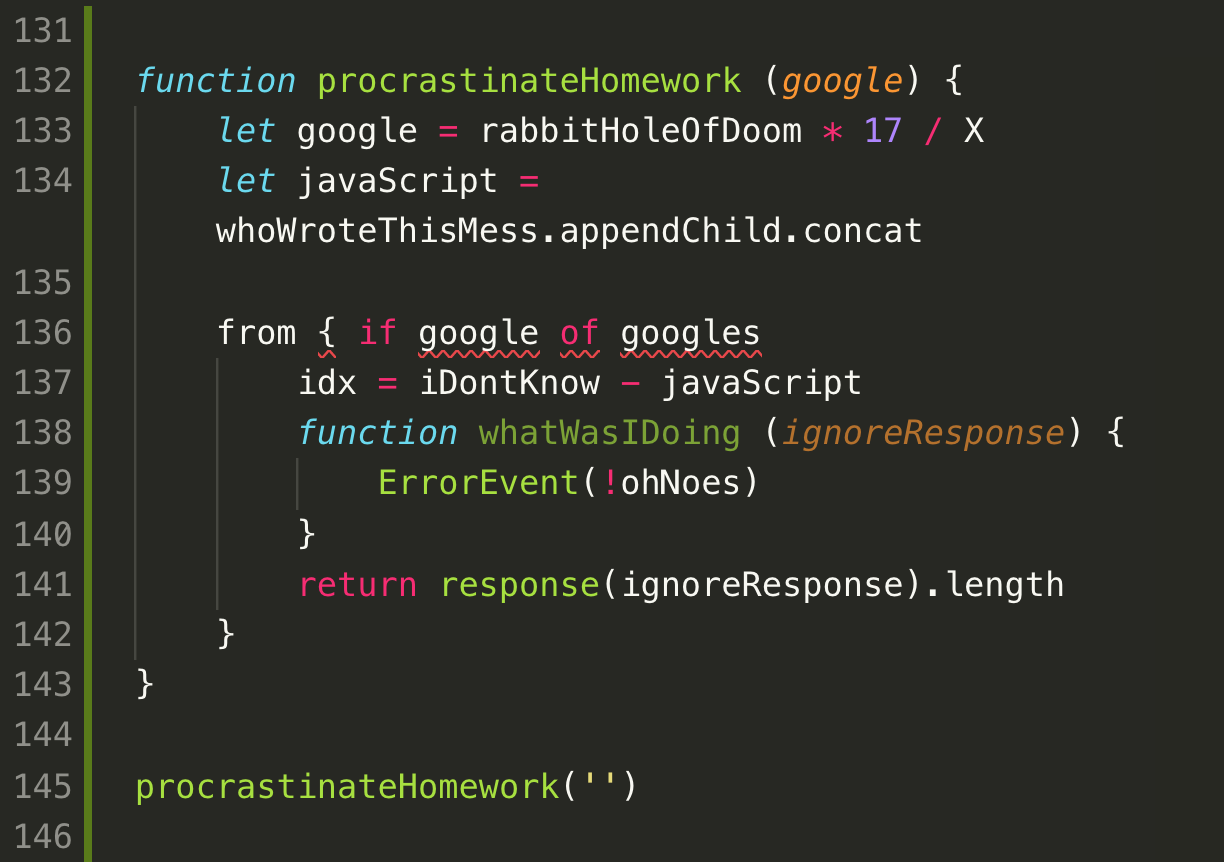 131
132 function procrastinateHomework (google) {
133 let google = rabbitHoleOfDoom * 17 / X
134 let javaScript =
whoWroteThisMess.appendChild.concat
135
136 from { if google of googles
137 idx = iDontKnow - javaScript
138 function whatWasIDoing (ignoreResponse) {
139 ErrorEvent(!ohNoes)
140 }
141 return response(ignoreResponse).length
142 }
143 }
144
145 procrastinateHomework('')
146